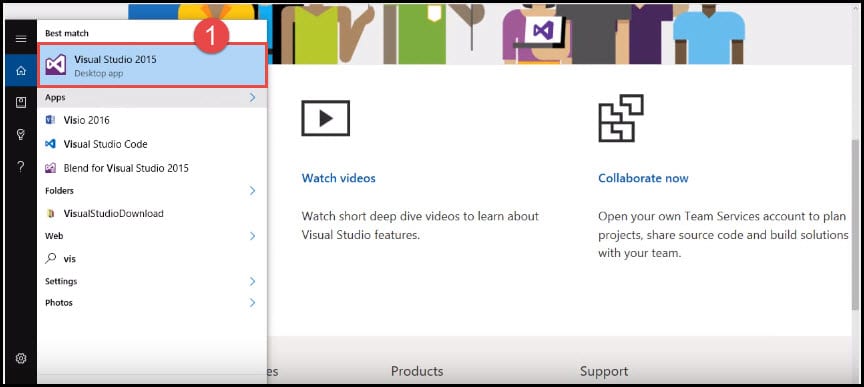 Best match
1
Visual Studio 2015
Desktop app
Apps
Visio 2016
Visual Studio Code
Blend for Visual Studio 2015
Folders
VisualStudioDownload
Web
vis
Settings
Photos
Watch videos
Watch short deep dive videos to learn about
Visual Studio features.
Collaborate now
Open your own Team Services account to plan
projects, share source code and build solutions
with your team.
es
Products
Support